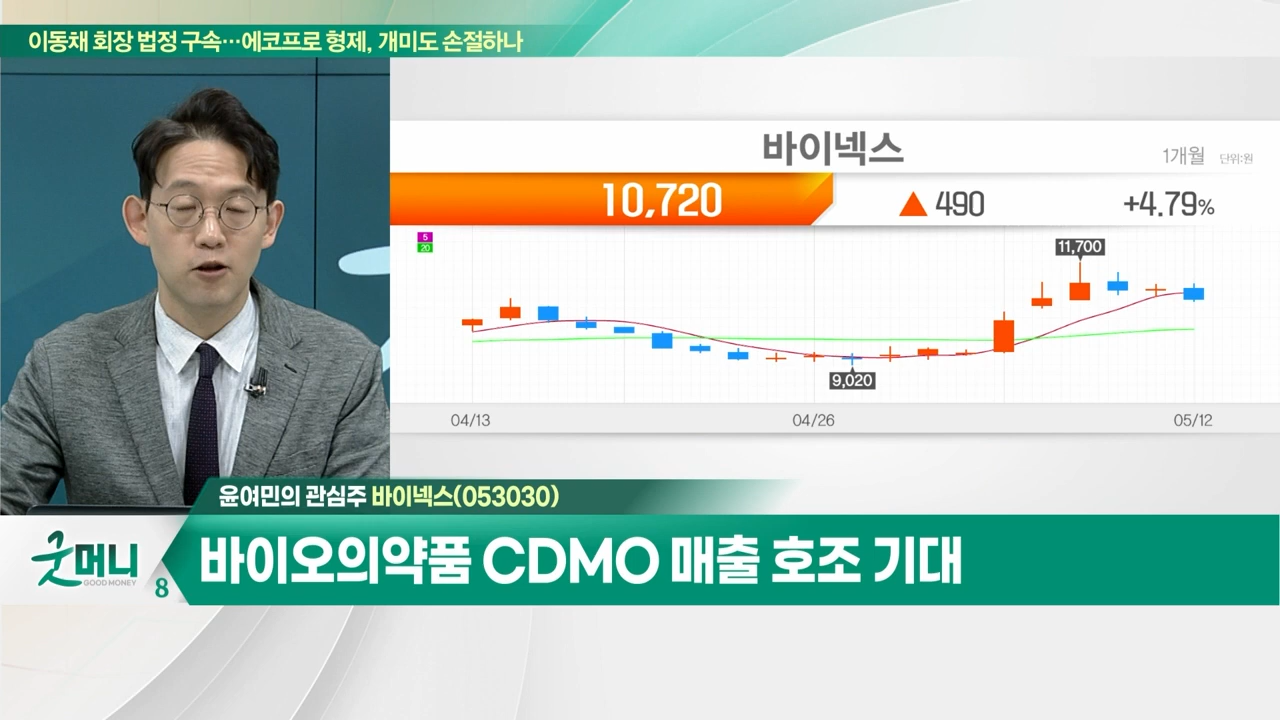 이동채 회장 법정 구속…에코프로 형제, 개미도 손절하나
바이넥스
1개월 단위:원
10,720 ▲ 490 +4.79%
5
20
11,700
9,020
04/13 04/26 05/12
윤여민의 관심주 바이넥스(053030)
굿머니
GOOD MONEY
8
바이오의약품 CDMO 매출 호조 기대